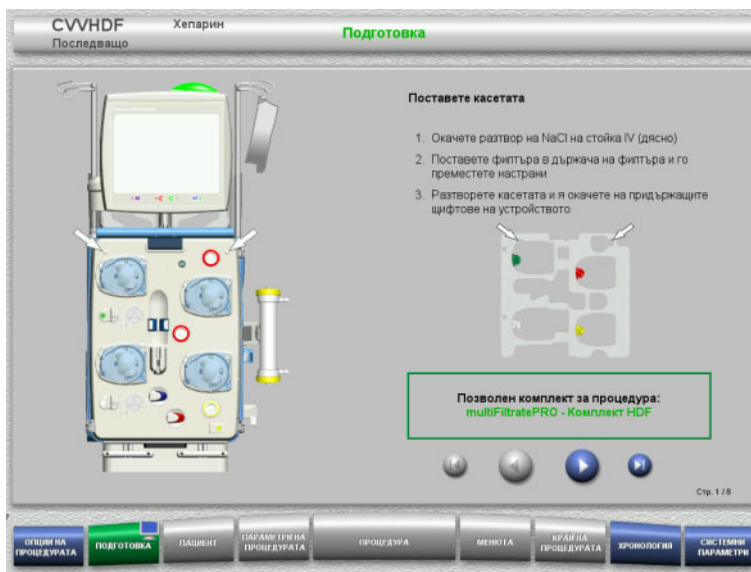 CVVHDF
Хепарин
Подготовка
Последващо
Поставете касетата
1. Окачете разтвор на NaCl на стойка IV (дясно)
2. Поставете филтъра в държача на филтъра и го
преместете настрани
3. Разтворете касетата и я окачете на придържащите
щифтове на устройството
Позволен комплект за процедура:
multiFiltratePRO - Комплект HDF
Стр. 1 / 8
ОПЦИИ НА
ПРОЦЕДУРАТА
ПОДГОТОВКА
ПАЦИЕНТ
ПАРАМЕТРИ НА
ПРОЦЕДУРАТА
ПРОЦЕДУРА
МЕНЮТА
КРАЙ НА
ПРОЦЕДУРАТА
ХРОНОЛОГИЯ
СИСТЕМНИ
ПАРАМЕТРИ